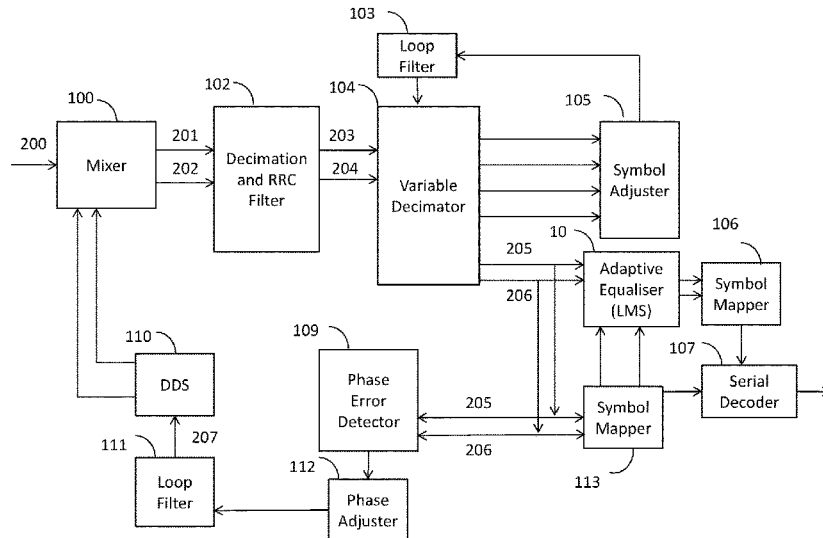 103
Loop
Filter
102
104
105
100
200
Mixer
201
202
Decimation
and RRC
Filter
203
204
Variable
Decimator
Symbol
Adjuster
205
206
10
Adaptive
Equaliser
(LMS)
106
Symbol
Mapper
110
DDS
109
Phase
Error
Detector
205
206
Symbol
Mapper
113
107
Serial
Decoder
111
207
Loop
Filter
112
Phase
Adjuster